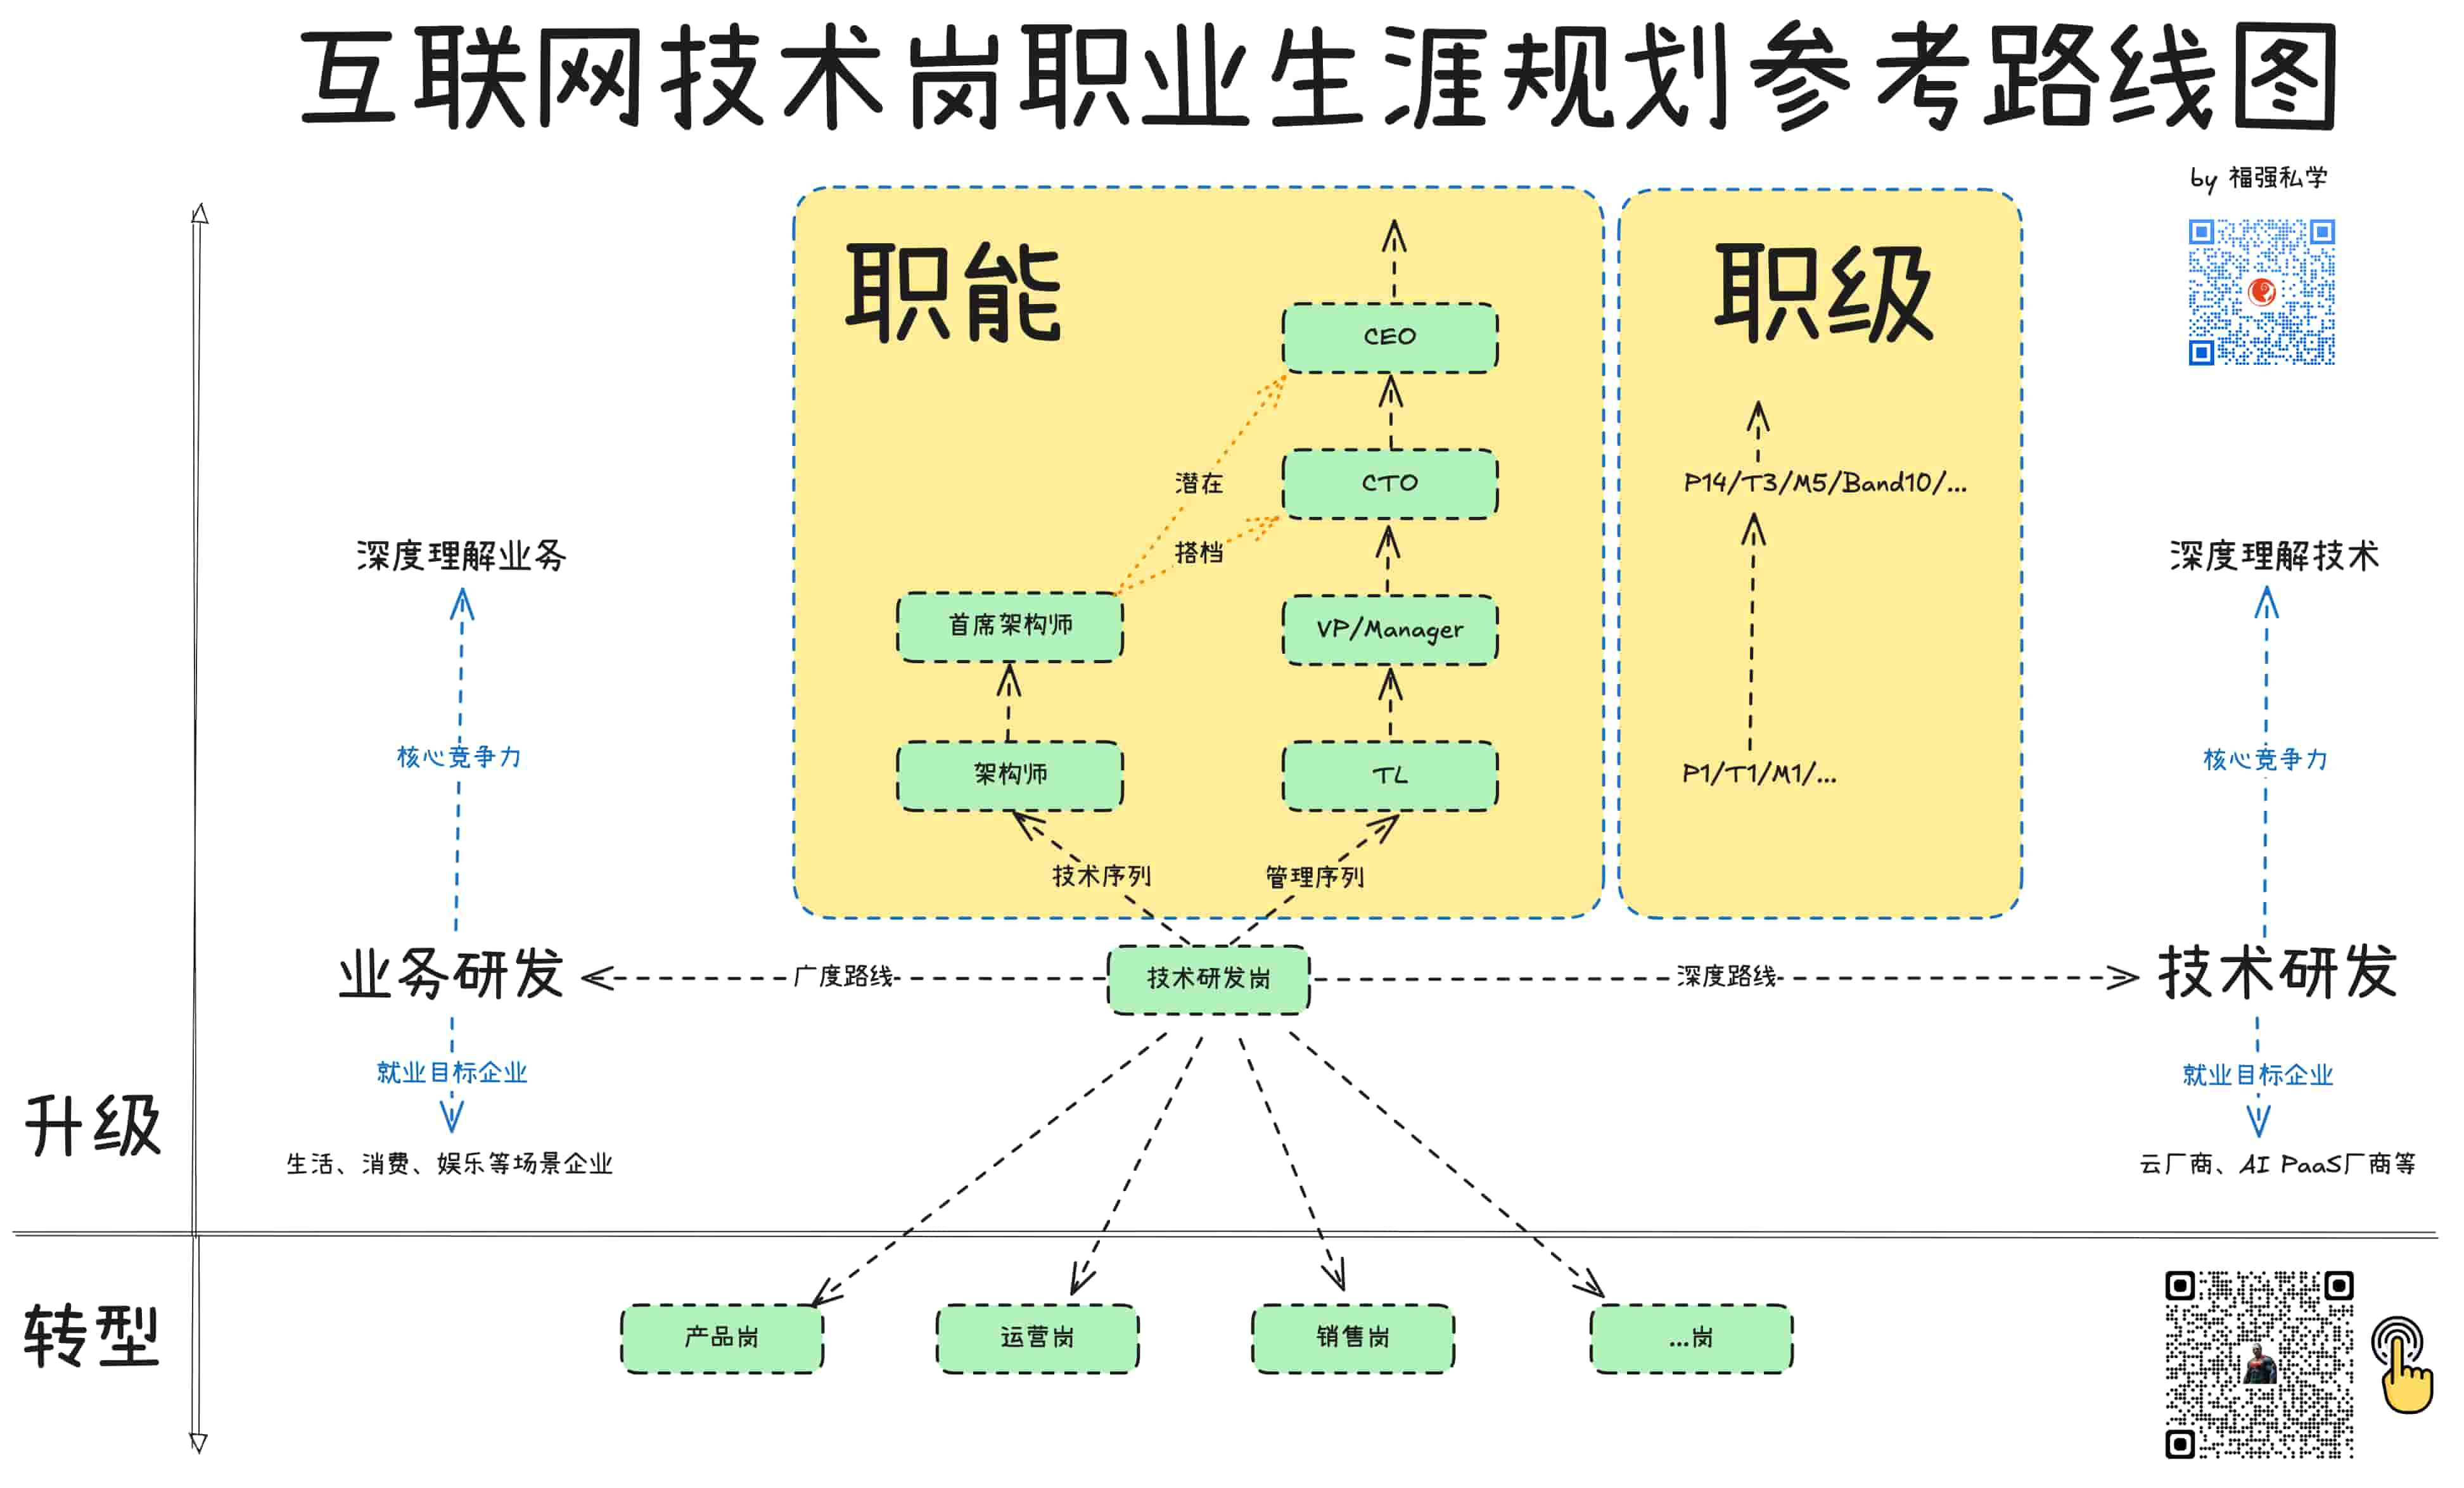 互联网技术岗职业生涯规划参考路线图
by 福强私学
职能
职级
CEO
潜在
CTO
P14/T3/M5/Band10/...
搭档
深度理解业务
深度理解技术
首席架构师
VP/Manager
核心竞争力
核心竞争力
架构师
TL
P1/T1/M1/...
技术序列
管理序列
业务研发
广度路线
技术研发岗
深度路线
技术研发
就业目标企业
就业目标企业
升级
生活、消费、娱乐等场景企业
云厂商、AI PaaS厂商等
转型
产品岗
运营岗
销售岗
...岗